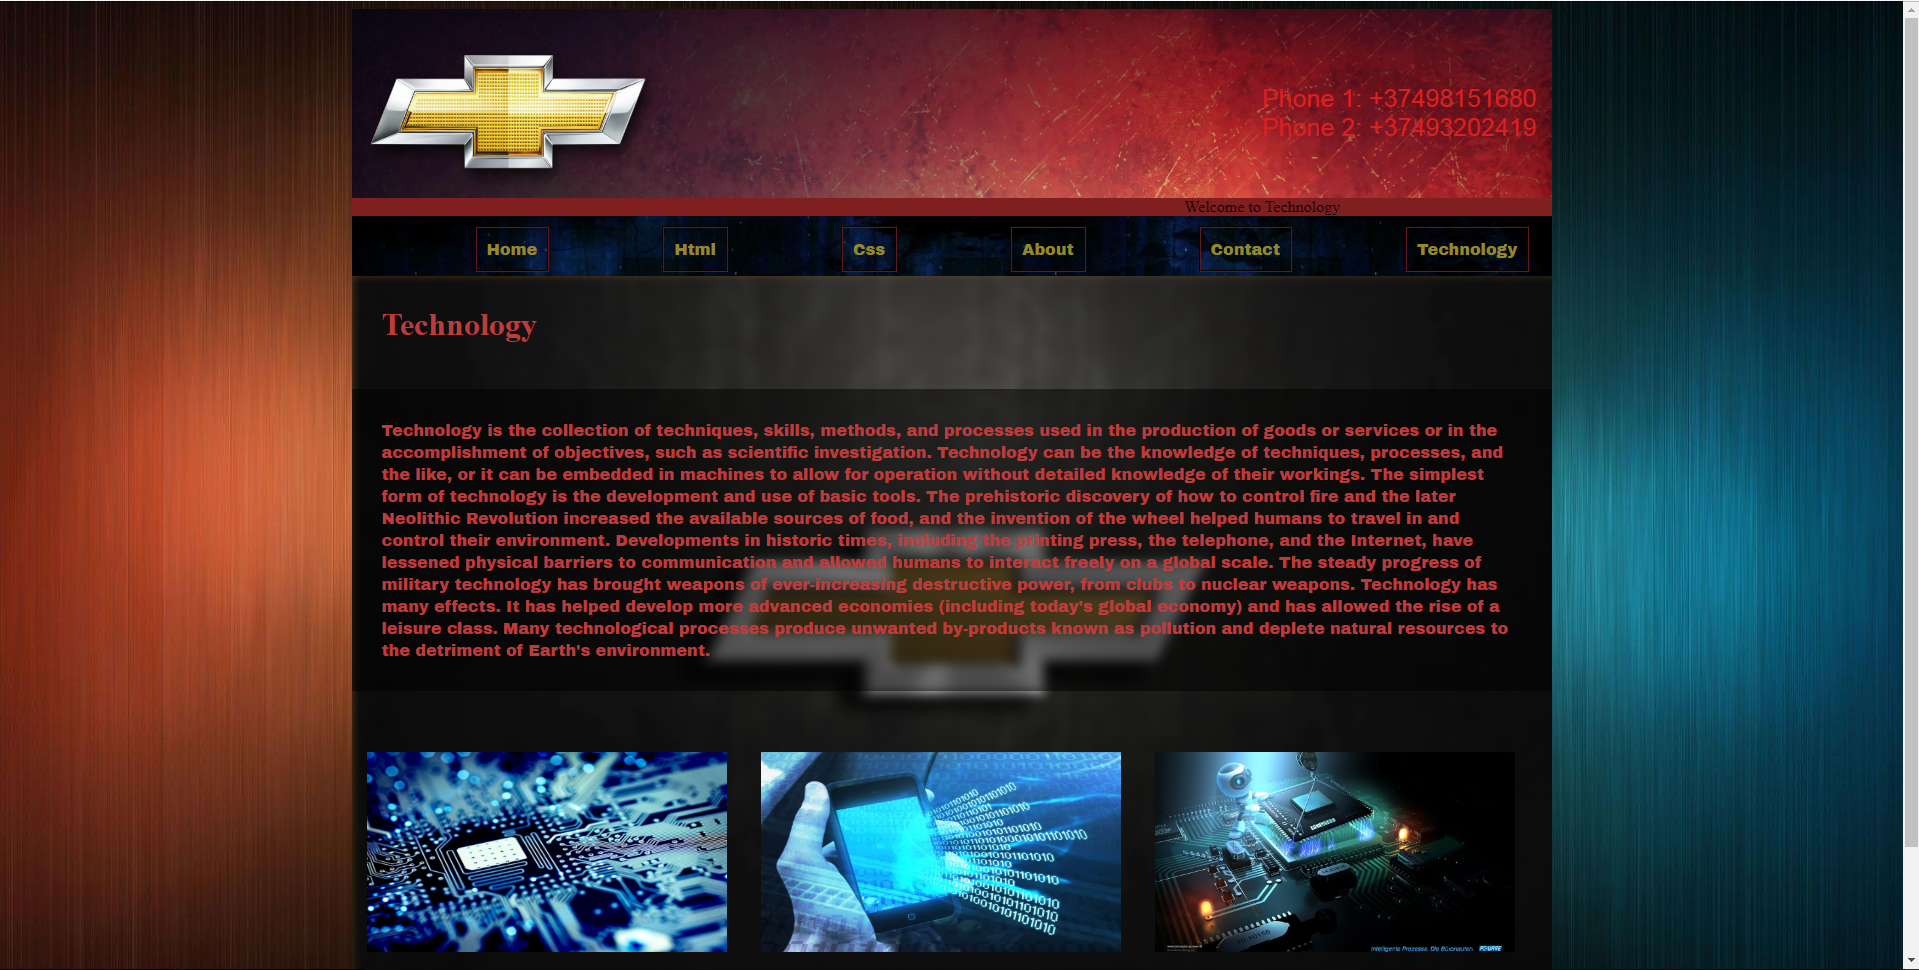 Phone 1: +37498151680
Phone 2: +37493202419
Welcome to Technology
Home Html Css About Contact Technology
Technology
Technology is the collection of techniques, skills, methods, and processes used in the production of goods or services or in the
accomplishment of objectives, such as scientific investigation. Technology can be the knowledge of techniques, processes, and
the like, or it can be embedded in machines to allow for operation without detailed knowledge of their workings. The simplest
form of technology is the development and use of basic tools. The prehistoric discovery of how to control fire and the later
Neolithic Revolution increased the available sources of food, and the invention of the wheel helped humans to travel in and
control their environment. Developments in historic times, including the printing press, the telephone, and the Internet, have
lessened physical barriers to communication and allowed humans to interact freely on a global scale. The steady progress of
military technology has brought weapons of ever-increasing destructive power, from clubs to nuclear weapons. Technology has
many effects. It has helped develop more advanced economies (including today's global economy) and has allowed the rise of a
leisure class. Many technological processes produce unwanted by-products known as pollution and deplete natural resources to
the detriment of Earth's environment.
Intelligente Prozesse. Die Büronauten.